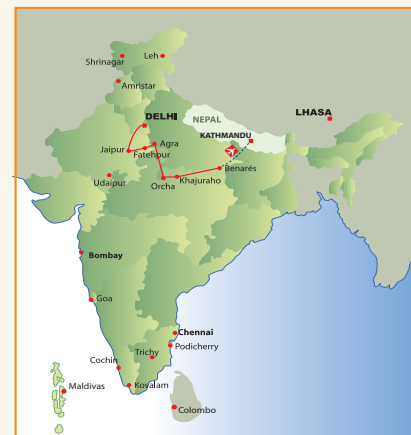 Leh
Shrinagar
Amristar
DELHI
LHASA
NEPAL
KATHMANDU
Agra
Jaipur
Fatehpur
Benarés
Udaipur
Orcha
Khajuraho
Bombay
Goa
Chennai
Podicherry
Trichy
Cochin
Kovalam
Maldivas
Colombo